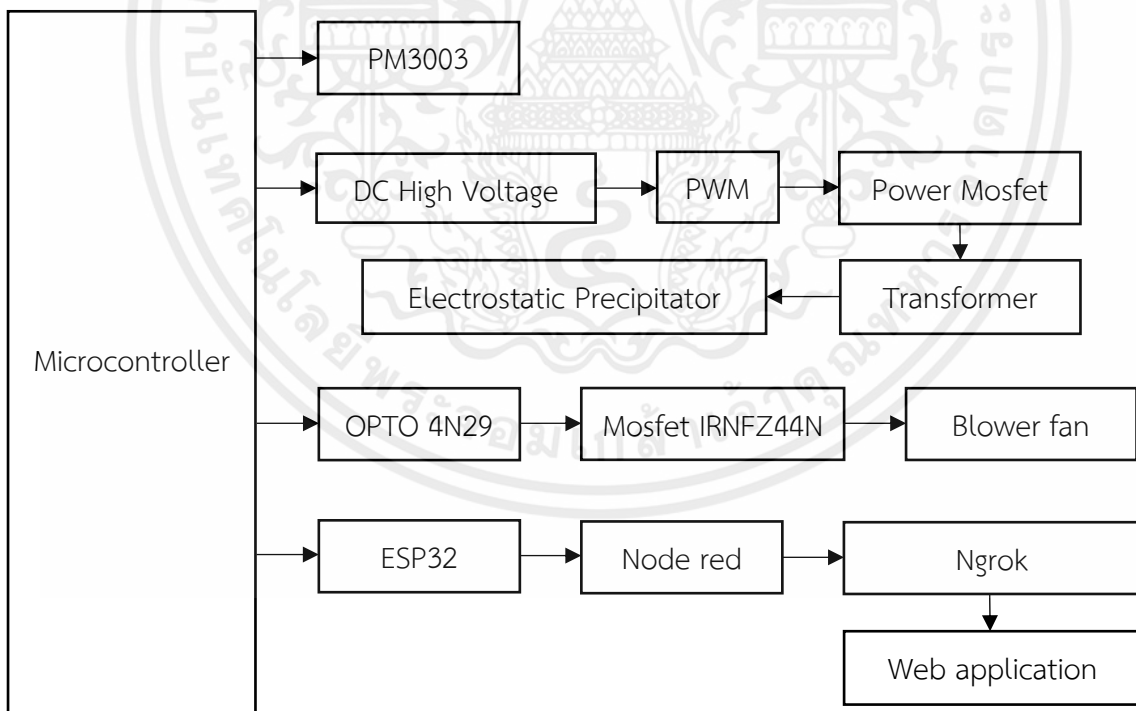 PM3003
DC High Voltage
PWM
Power Mosfet
Electrostatic Precipitator
Transformer
Microcontroller
OPTO 4N29
Mosfet IRNFZ44N
Blower fan
ESP32
Node red
Ngrok
Web application